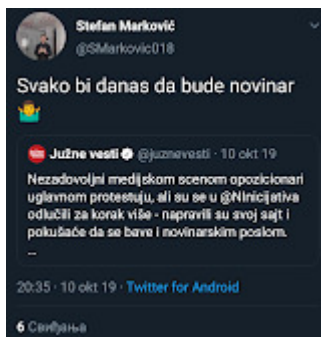 Stefan Marković
@SMarkovic018
Svako bi danas da bude novinar
🤷‍♂️
Južne vesti @juznevesti · 10 okt 19
Nezadovoljni medijskom scenom opozicionari
uglavnom protestuju, ali su se u @NInicijativa
odlučili za korak više - napravili su svoj sajt i
pokušaće da se bave i novinarskim poslom.
...
20:35 · 10 okt 19 · Twitter for Android
6 Свиђања